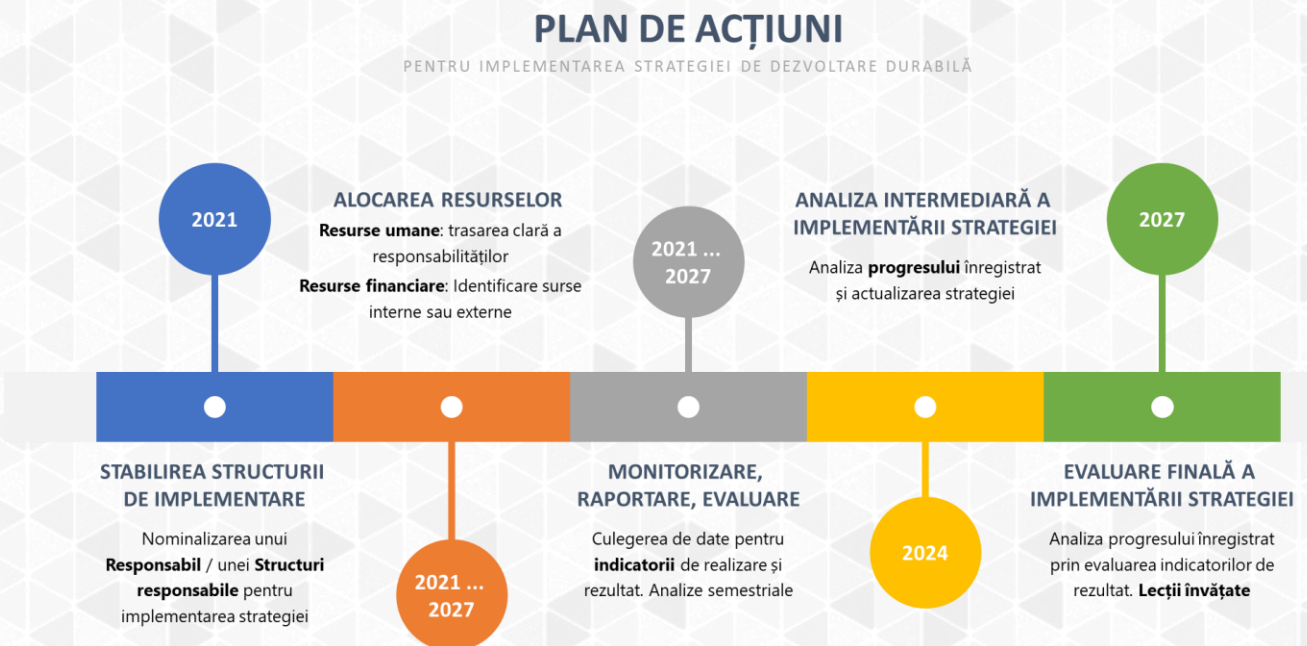 PLAN DE ACȚIUNI
PENTRU IMPLEMENTAREA STRATEGIEI DE DEZVOLTARE DURABILĂ
2021
STABILIREA STRUCTURII
DE IMPLEMENTARE
Nominalizarea unui
Responsabil / unei Structuri
responsabile pentru
implementarea strategiei
ALOCAREA RESURSELOR
Resurse umane: trasarea clară a
responsabilităților
Resurse financiare: Identificare surse
interne sau externe
2021 ...
2027
2021 ...
2027
MONITORIZARE,
RAPORTARE, EVALUARE
Culegerea de date pentru
indicatorii de realizare și
rezultat. Analize semestriale
ANALIZA INTERMEDIARĂ A
IMPLEMENTĂRII STRATEGIEI
Analiza progresului înregistrat
și actualizarea strategiei
2024
2027
EVALUARE FINALĂ A
IMPLEMENTĂRII STRATEGIEI
Analiza progresului înregistrat
prin evaluarea indicatorilor de
rezultat. Lecții învățate